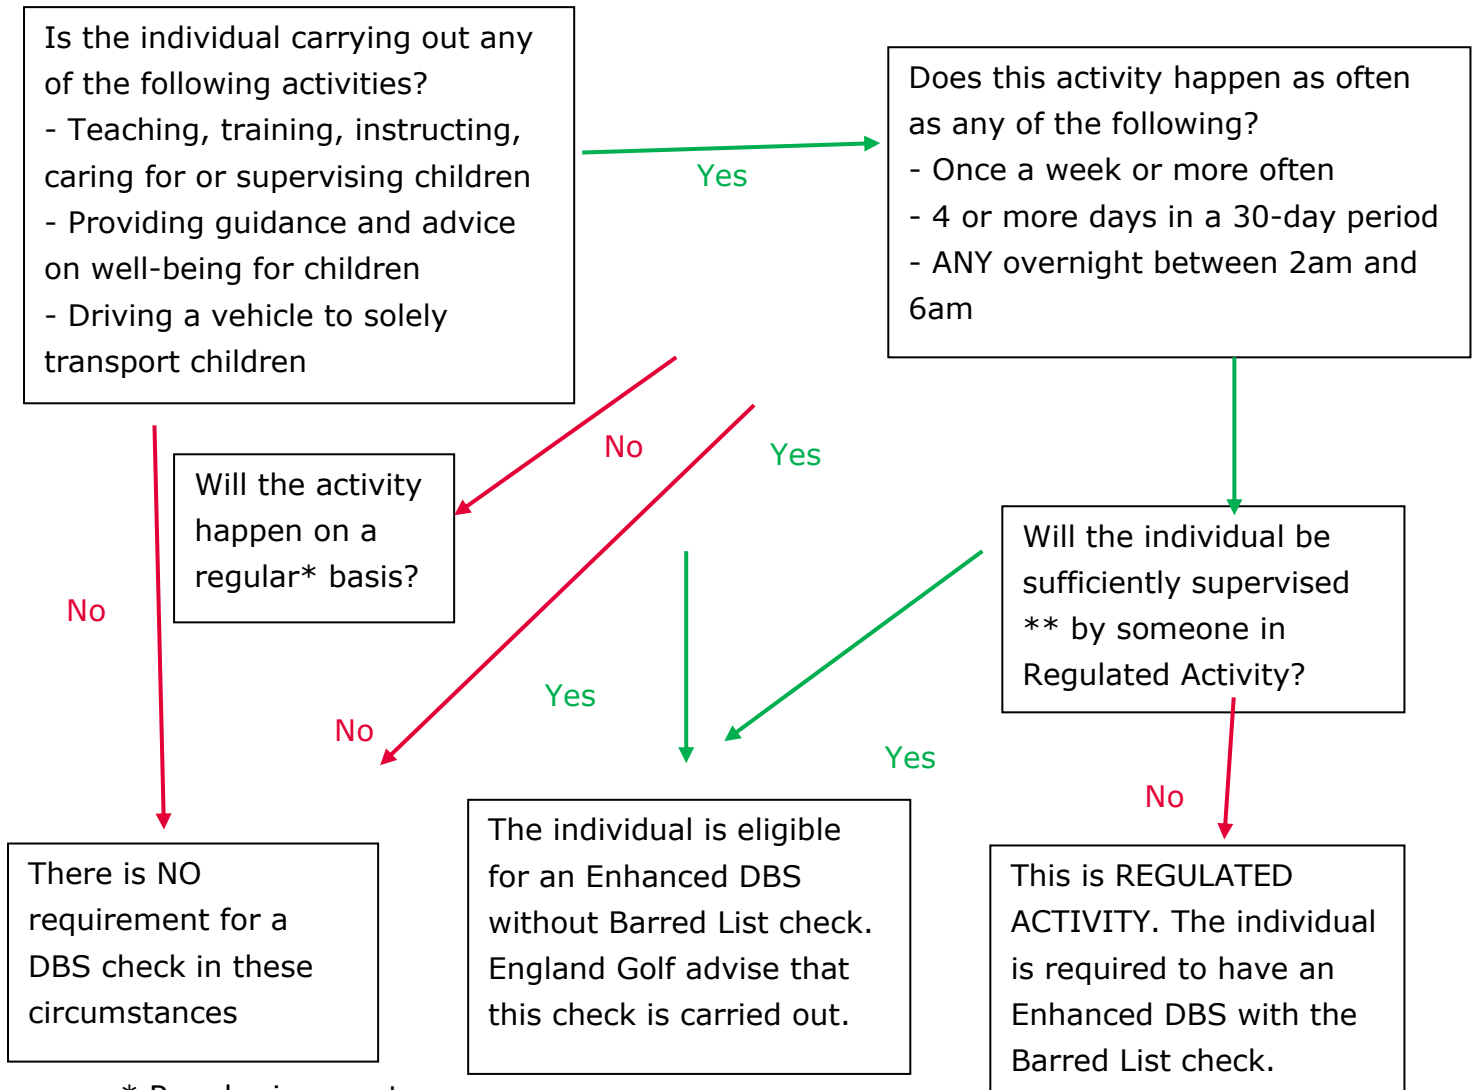 Is the individual carrying out any
of the following activities?
- Teaching, training, instructing,
caring for or supervising children
- Providing guidance and advice
on well-being for children
- Driving a vehicle to solely
transport children
Yes
Does this activity happen as often
as any of the following?
- Once a week or more often
- 4 or more days in a 30-day period
- ANY overnight between 2am and
6am
No
Yes
Will the activity
happen on a
regular* basis?
No
Will the individual be
sufficiently supervised
** by someone in
Regulated Activity?
Yes
No
Yes
No
There is NO
requirement for a
DBS check in these
circumstances
The individual is eligible
for an Enhanced DBS
without Barred List check.
England Golf advise that
this check is carried out.
This is REGULATED
ACTIVITY. The individual
is required to have an
Enhanced DBS with the
Barred List check.